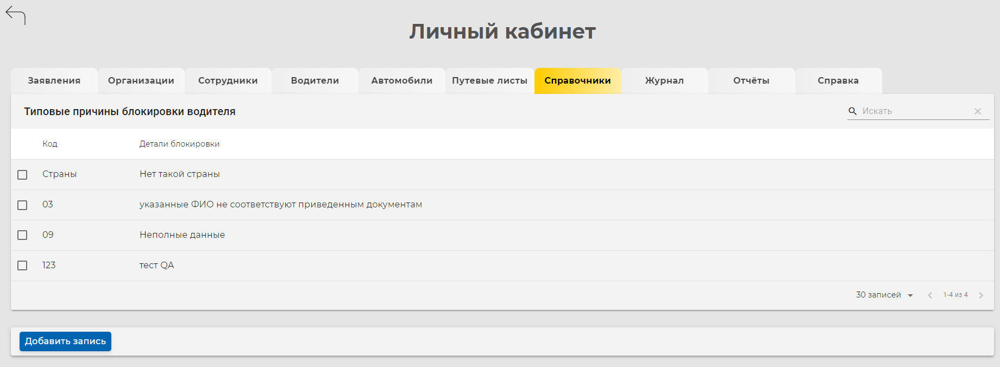 Личный кабинет
Заявления Организации Сотрудники Водители Автомобили Путевые листы Справочники Журнал Отчёты Справка
Типовые причины блокировки водителя Искать
Код Детали блокировки
Страны Нет такой страны
03 указанные ФИО не соответствуют приведенным документам
09 Неполные данные
123 тест QA
30 записей 1-4 из 4
Добавить запись